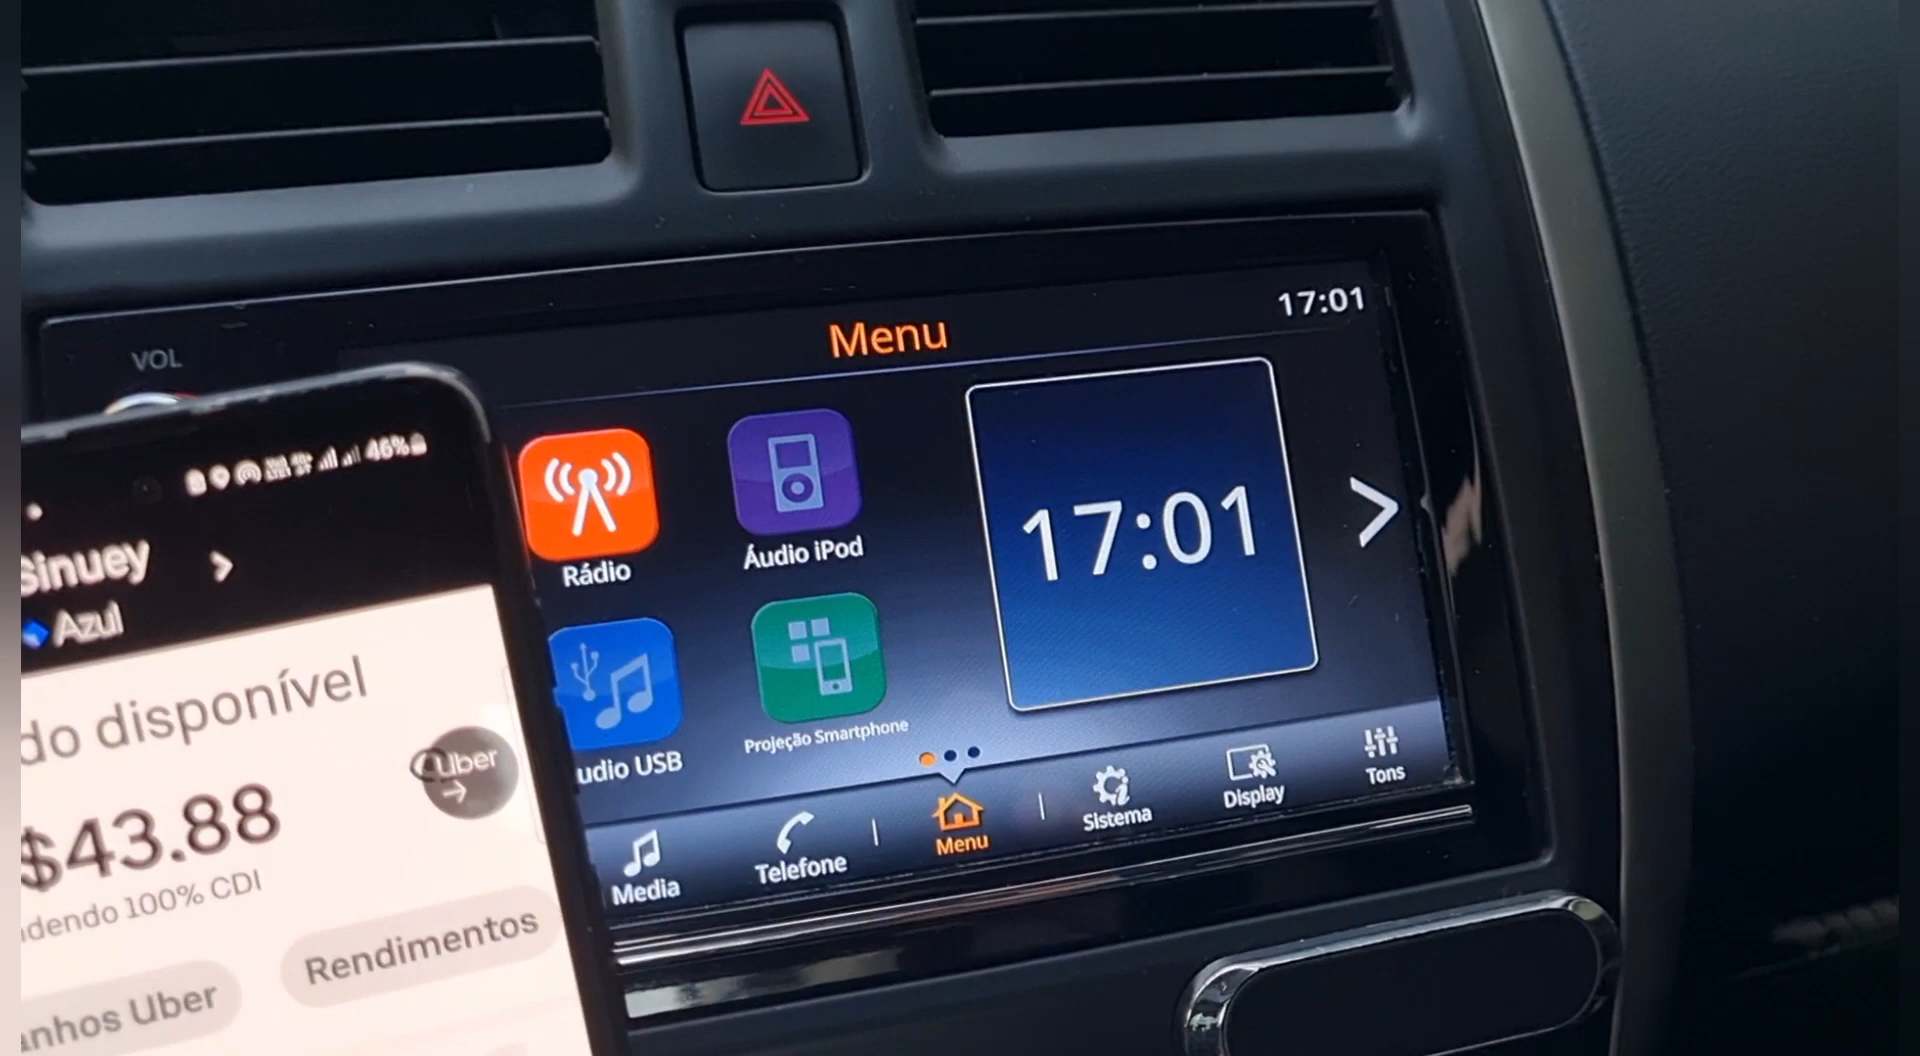 VOL
17:01
Menu
46%
Sinuey
Azul
do disponível
$43.88
Uber
dendo 100% CDI
Rendimentos
anhos Uber
Rádio
Áudio iPod
udio USB
Projeção Smartphone
17:01
Media
Telefone
Menu
Sistema
Display
Tons